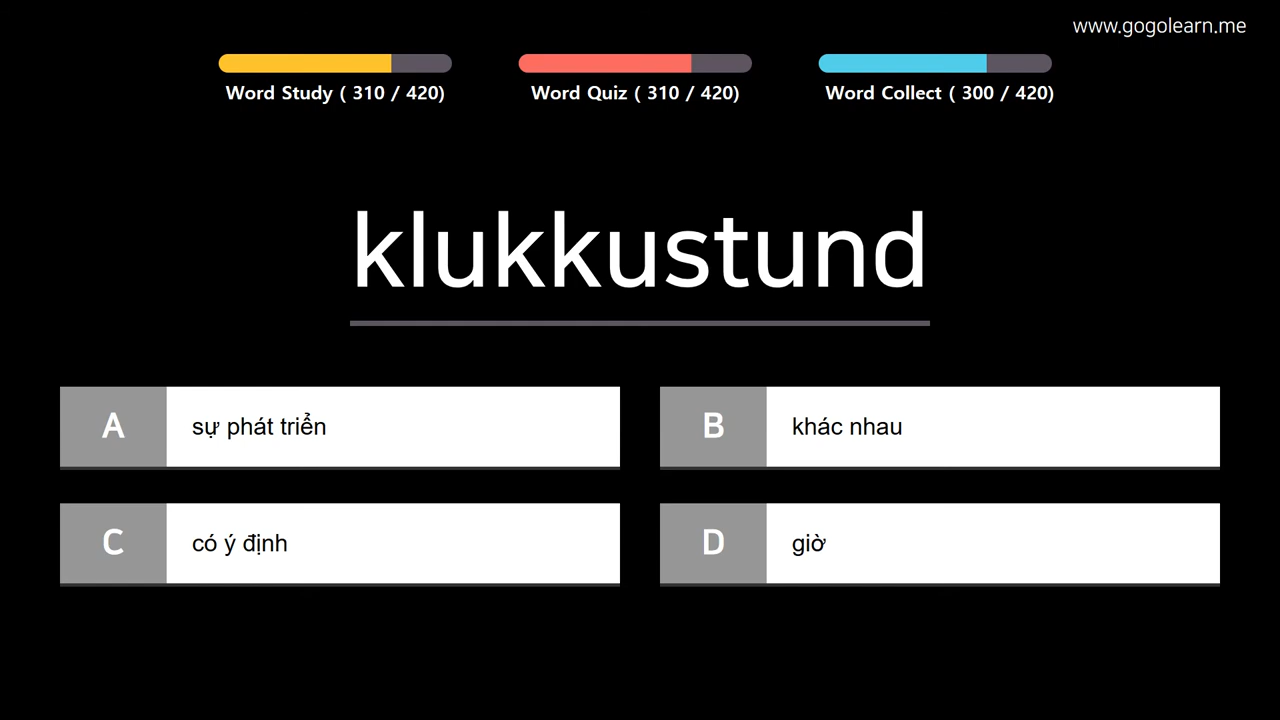 www.gogolearn.me
Word Study ( 310 / 420)
Word Quiz ( 310 / 420)
Word Collect ( 300 / 420)
klukkustund
A
sự phát triển
B
khác nhau
C
có ý định
D
giờ